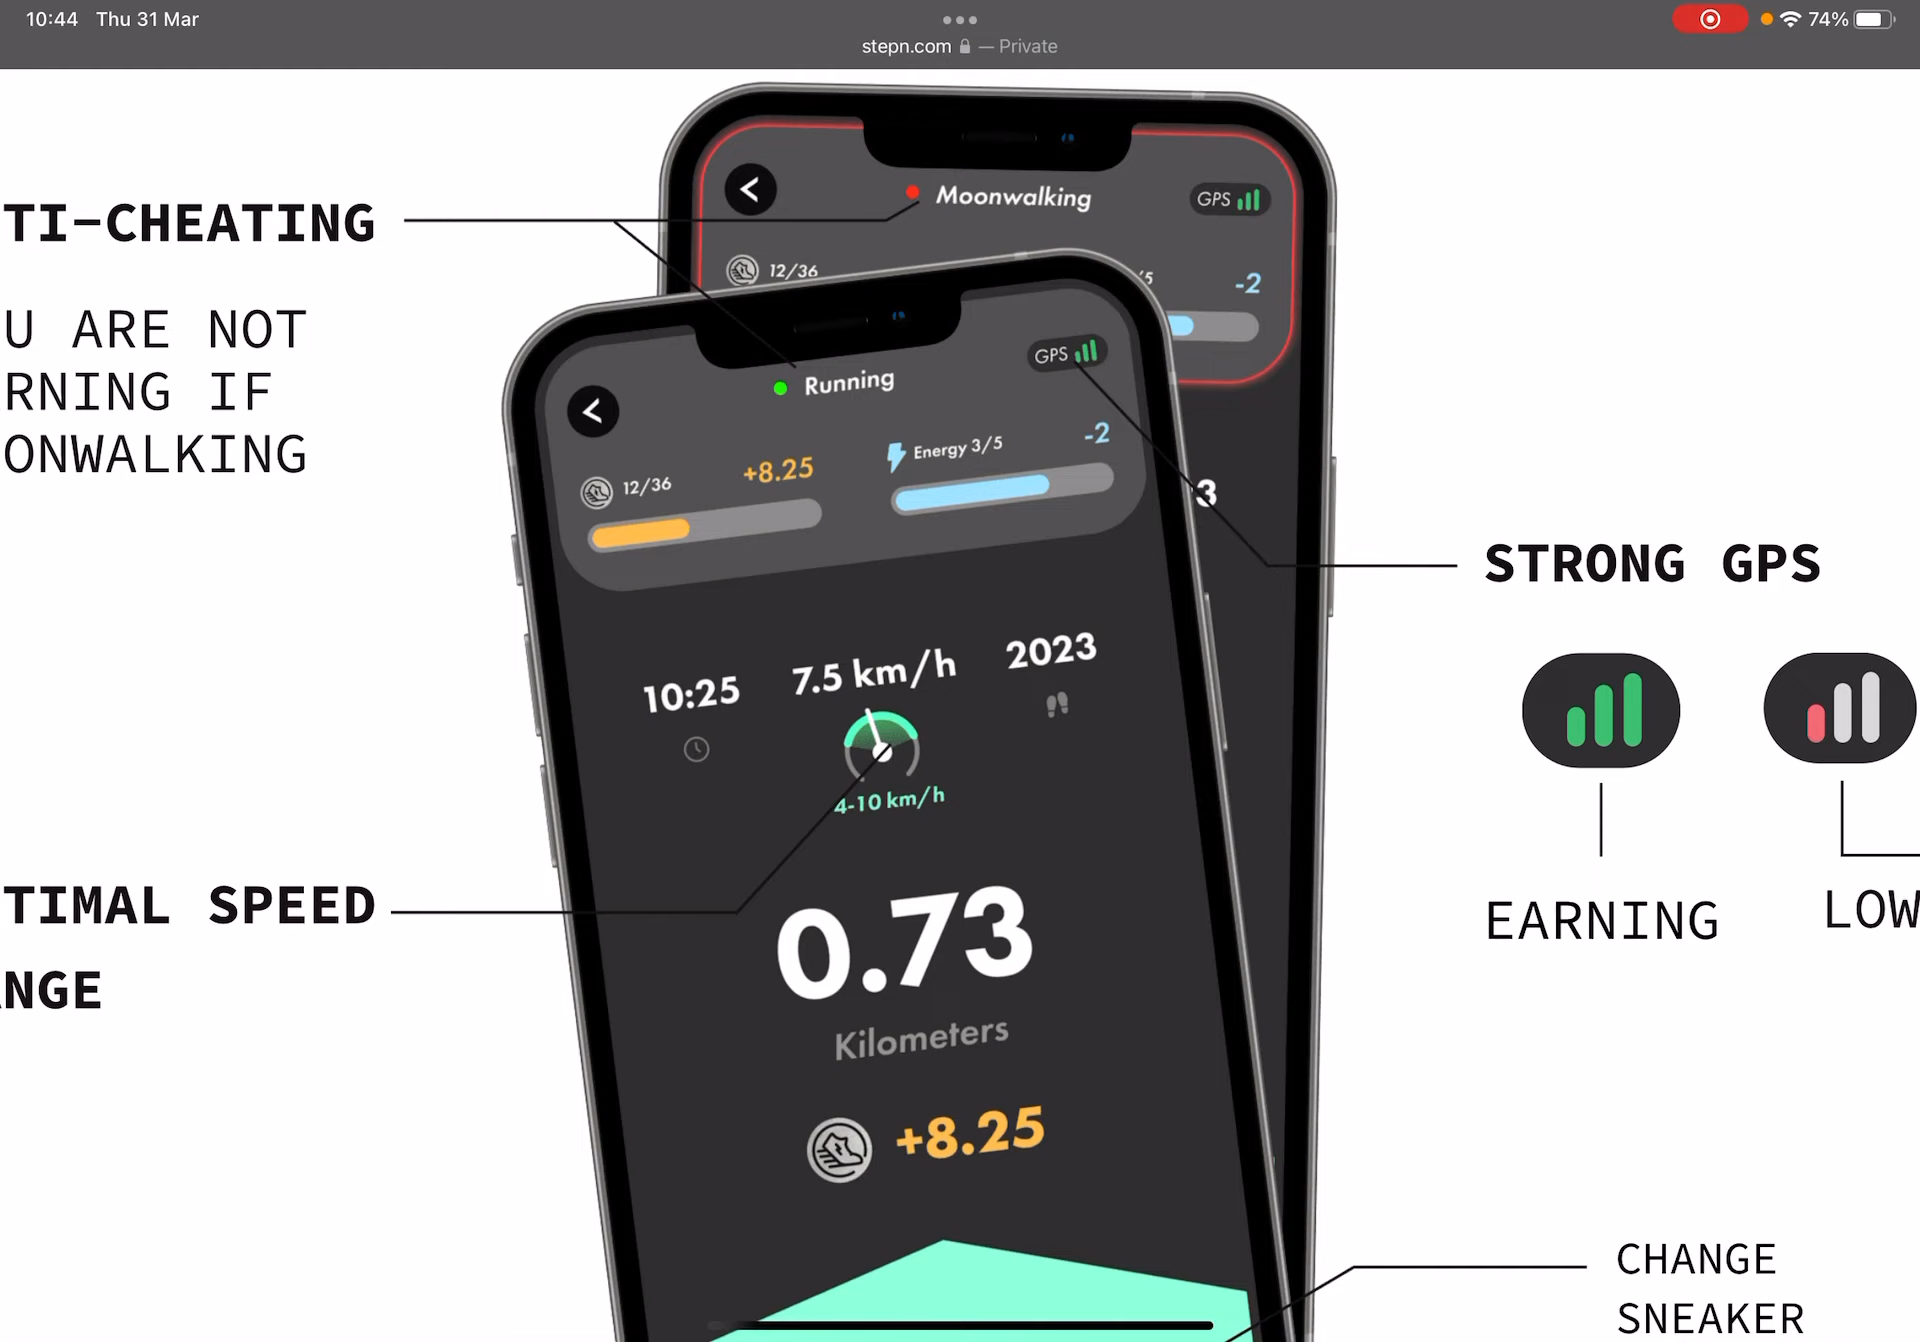 10:44 Thu 31 Mar
stepn.com — Private
74%
TI-CHEATING
U ARE NOT
RNING IF
ONWALKING
Moonwalking
GPS
12/36
/5
-2
Running
GPS
12/36
+8.25
Energy 3/5
-2
3
10:25
7.5 km/h
2023
4-10 km/h
0.73
Kilometers
+8.25
TIMAL SPEED
NGE
STRONG GPS
EARNING
LOW
CHANGE
SNEAKER